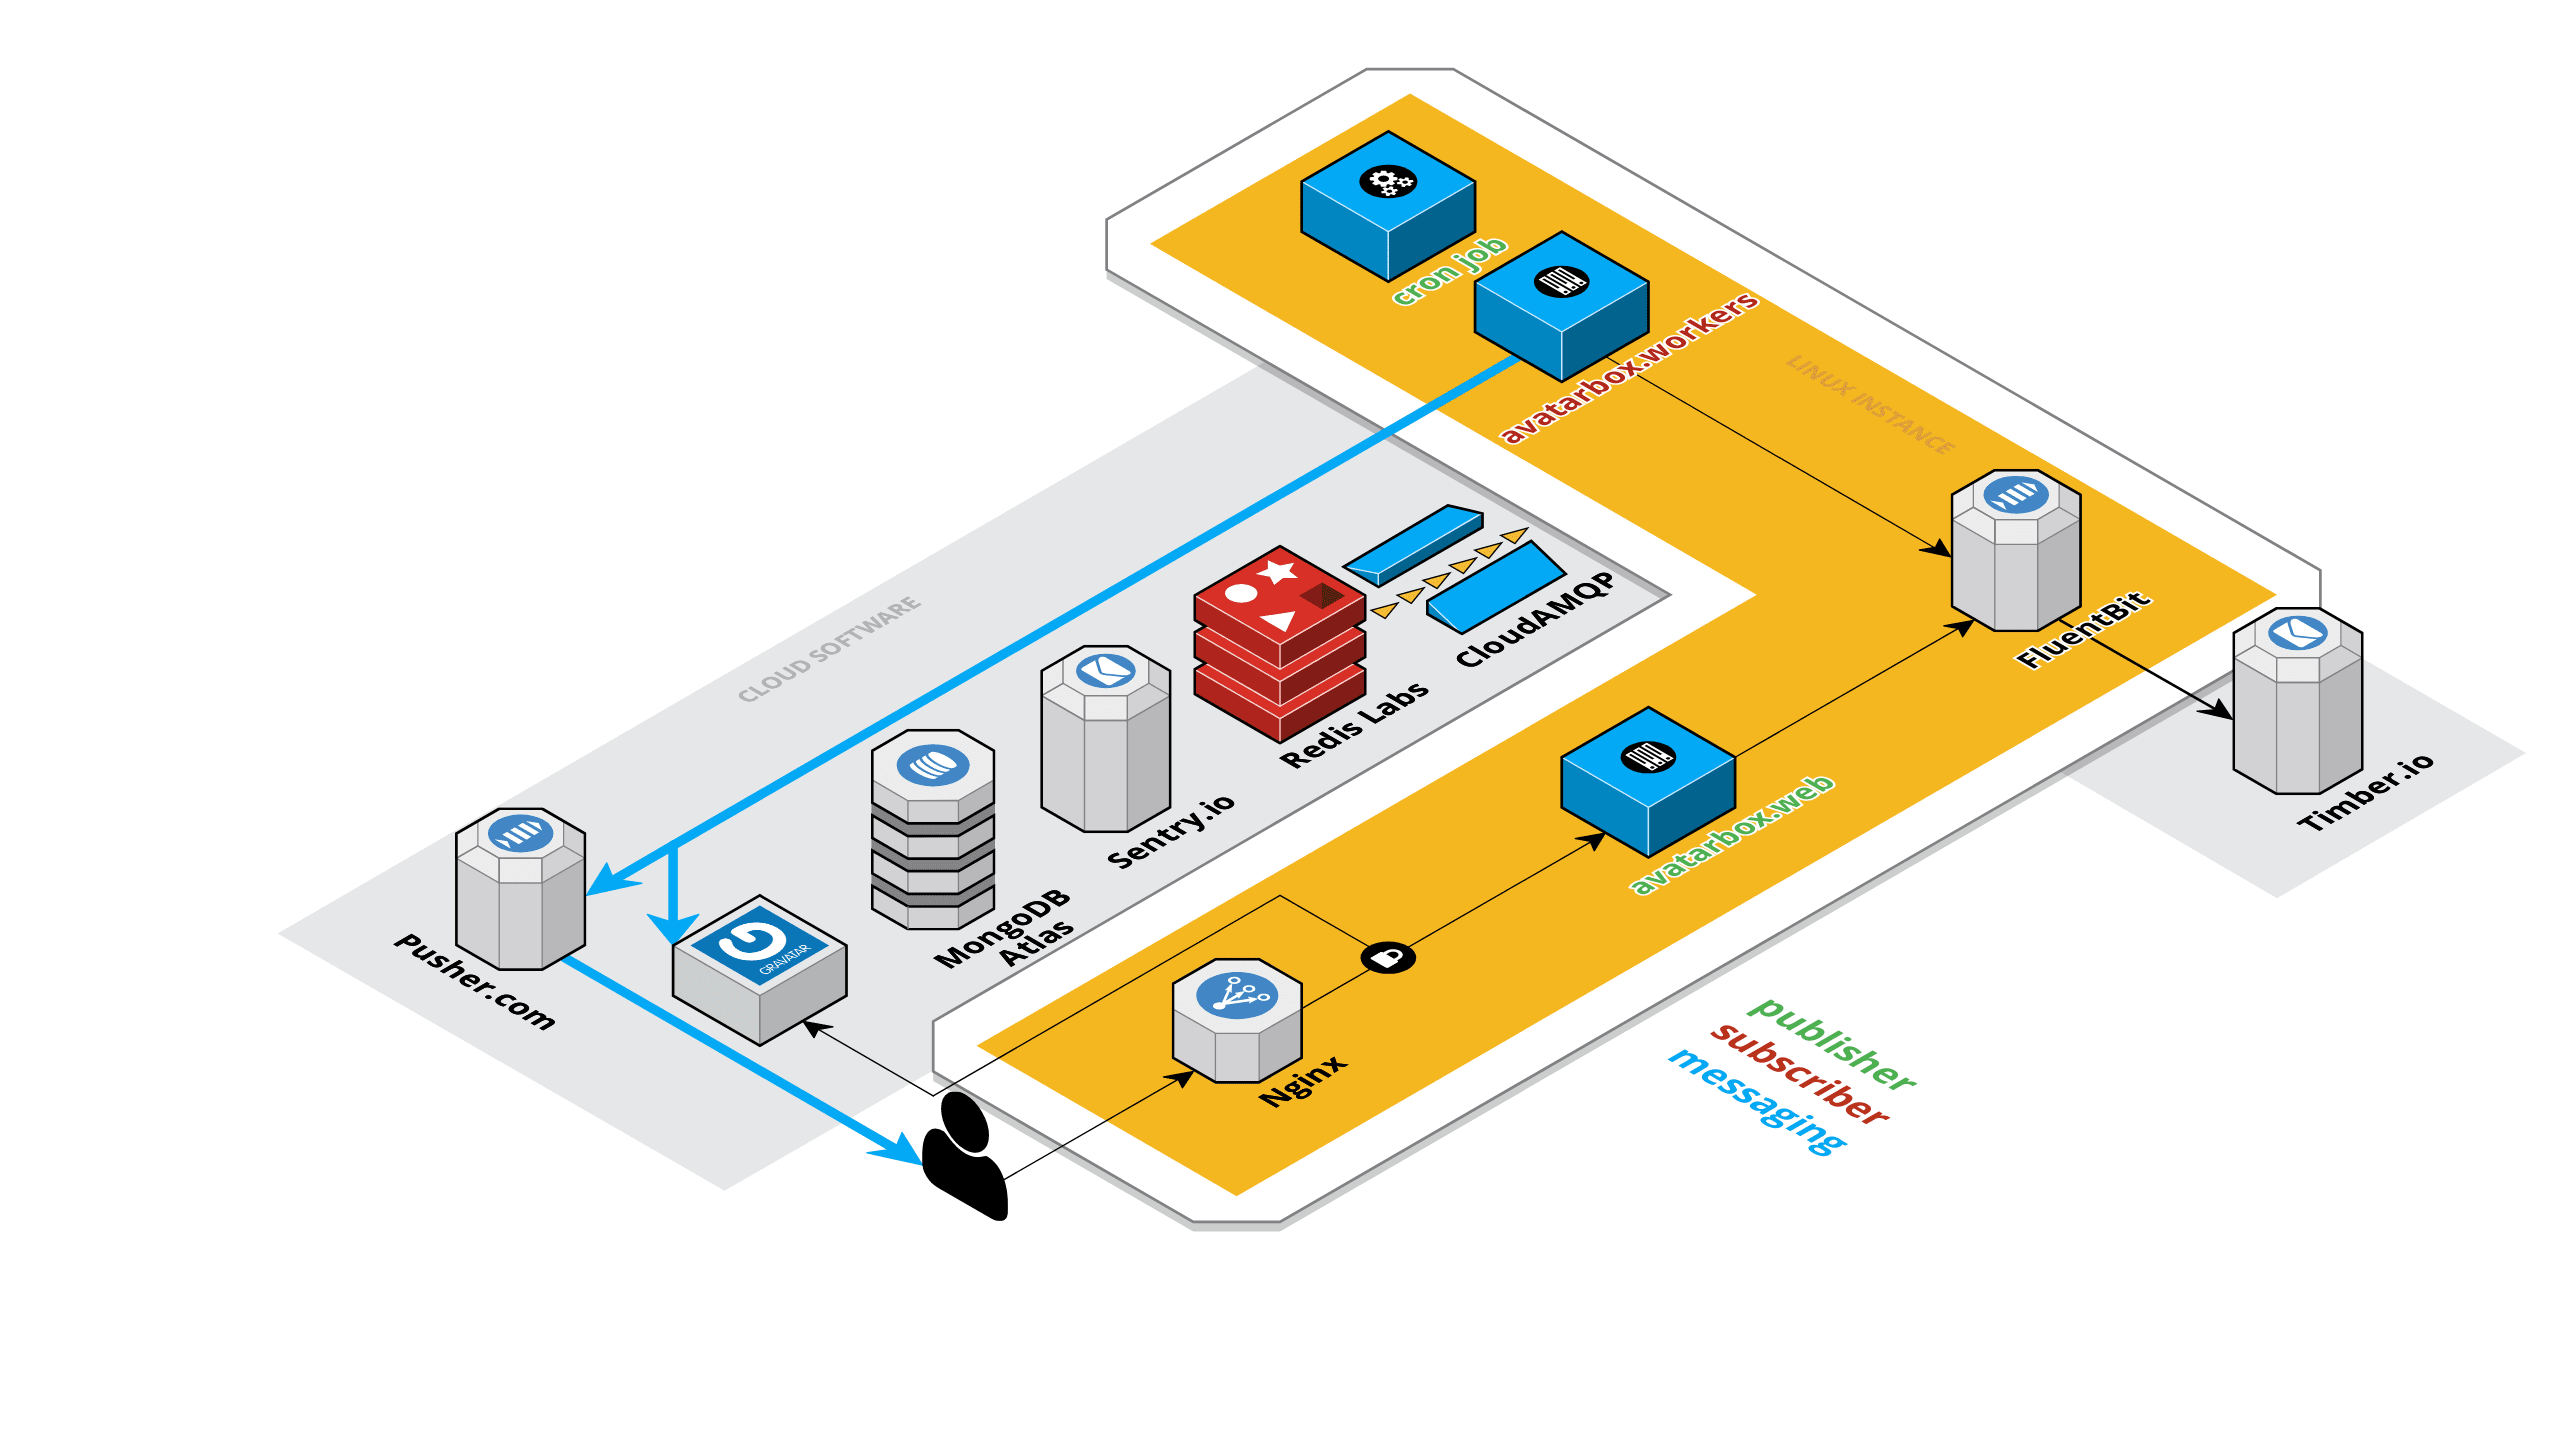 cron job
avatarbox.workers
LINUX INSTANCE
CLOUD SOFTWARE
CloudAMQP
Redis Labs
FluentBit
Sentry.io
Timber.io
avatarbox.web
MongoDB
Atlas
Pusher.com
GRAVATAR
Nginx
publisher
subscriber
messaging